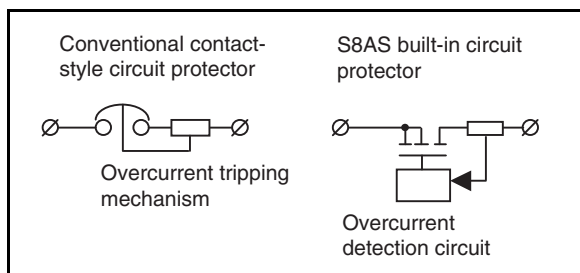 Conventional contact-
style circuit protector
Overcurrent tripping
mechanism
S8AS built-in circuit
protector
Overcurrent
detection circuit